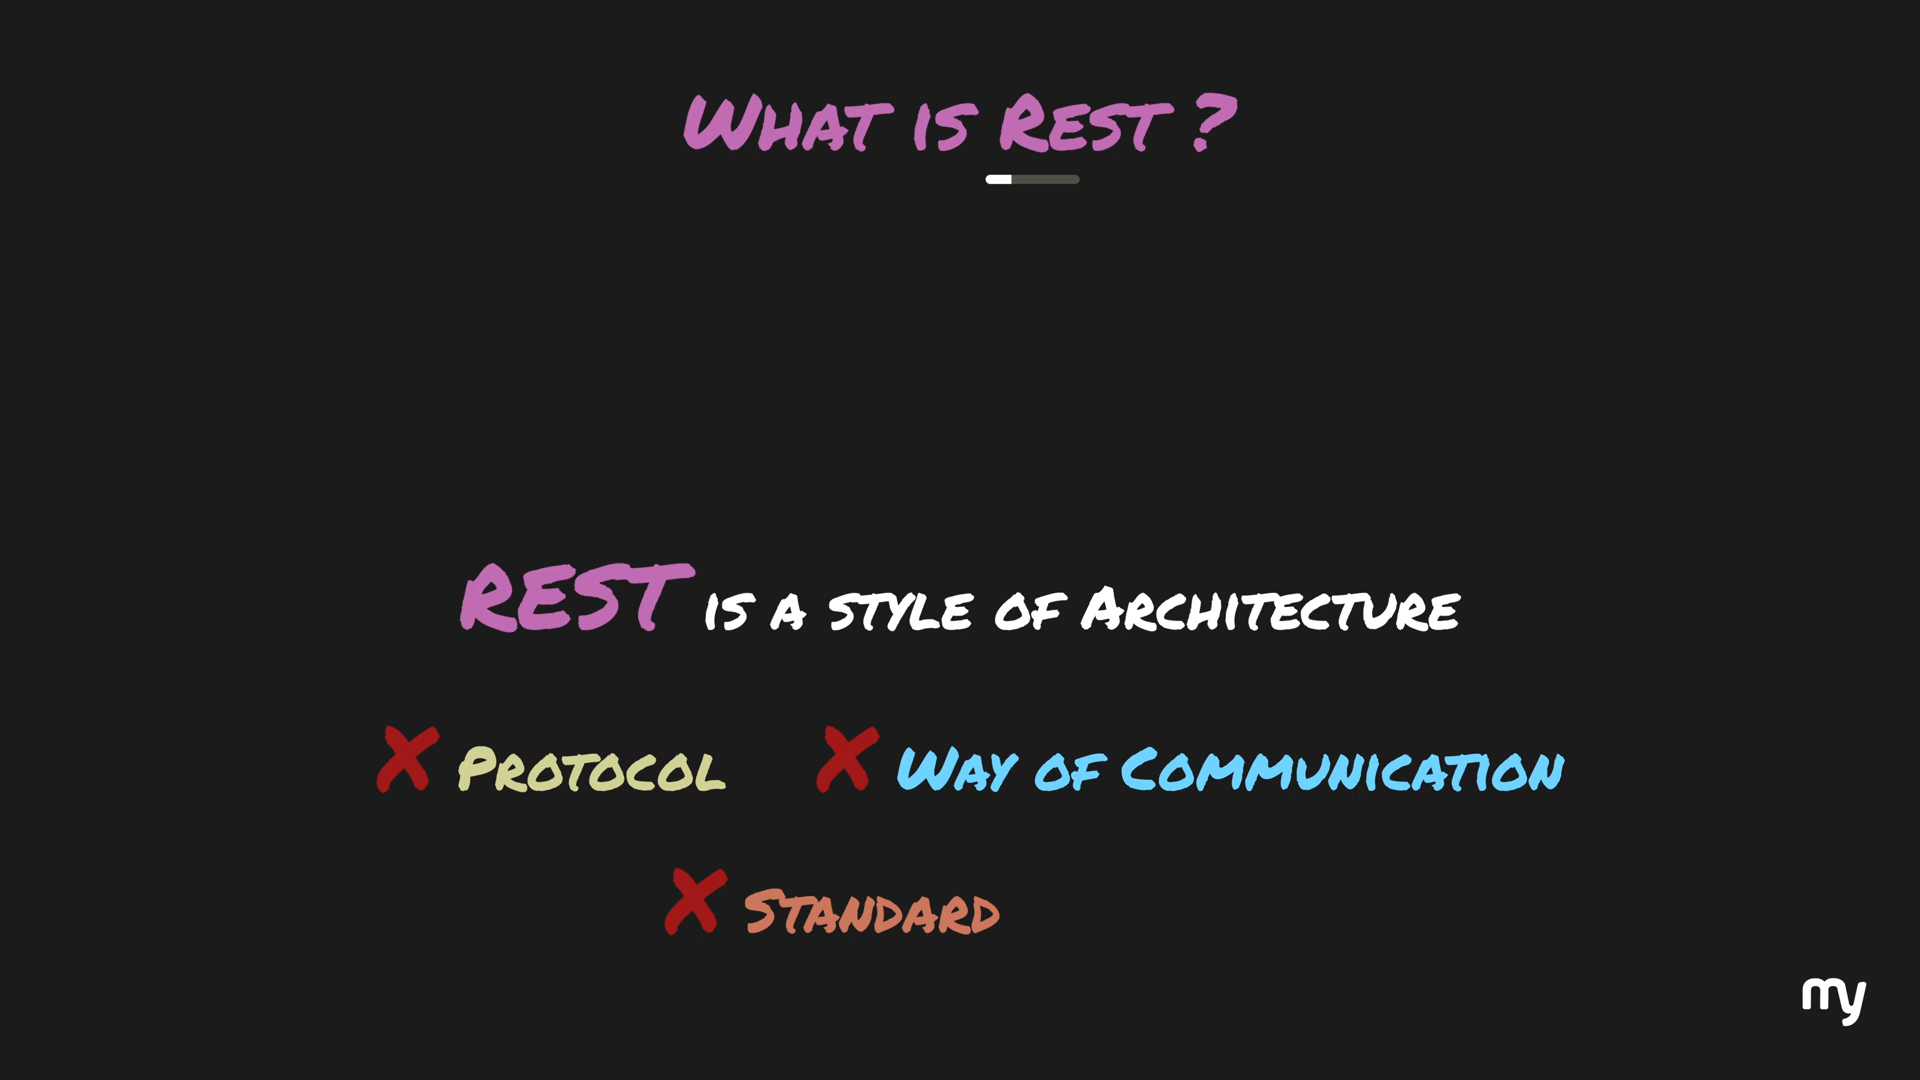 What is Rest ?
REST is a style of Architecture
✘ Protocol ✘ Way of Communication
✘ Standard
my